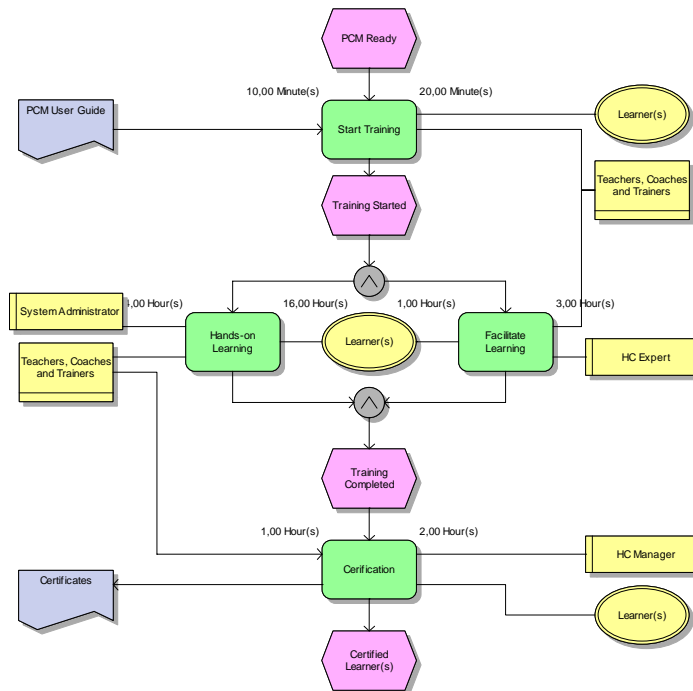 PCM Ready
10,00 Minute(s)
20,00 Minute(s)
PCM User Guide
Start Training
Learner(s)
Teachers, Coaches
and Trainers
Training Started
System Administrator
,00 Hour(s)
16,00 Hour(s)
1,00 Hour(s)
3,00 Hour(s)
Hands-on
Learning
Learner(s)
Facilitate
Learning
Teachers, Coaches
and Trainers
HC Expert
Training
Completed
1,00 Hour(s)
2,00 Hour(s)
Cerification
HC Manager
Certificates
Learner(s)
Certified
Learner(s)